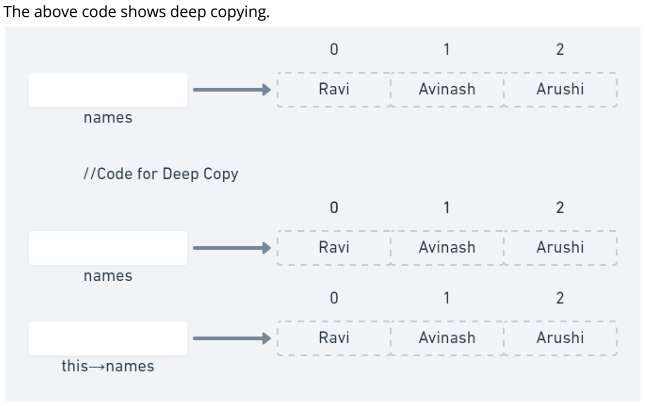 The above code shows deep copying.
0 1 2
Ravi Avinash Arushi
names
//Code for Deep Copy
0 1 2
Ravi Avinash Arushi
names
0 1 2
Ravi Avinash Arushi
this→names